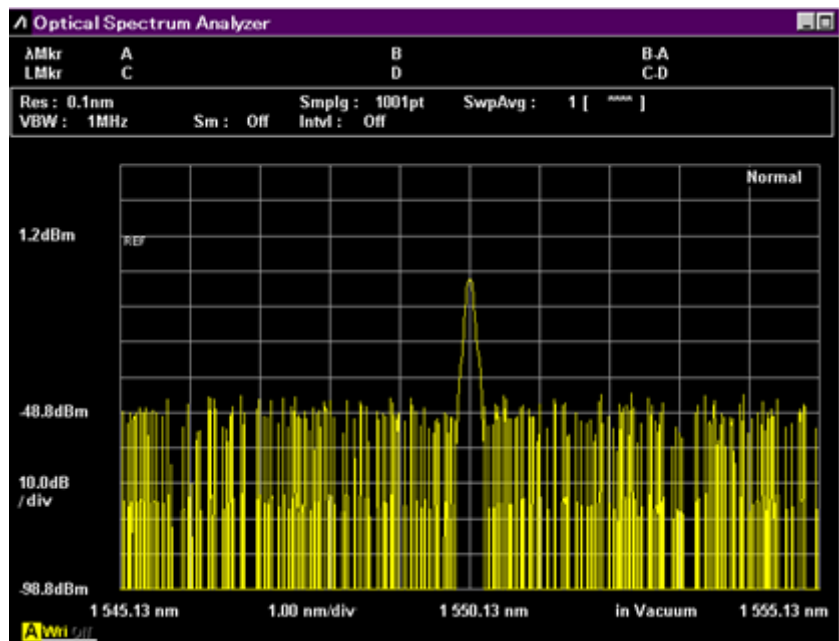 Optical Spectrum Analyzer
λMkr A B B-A
LMkr C D C-D
Res : 0.1nm Smplg : 1001pt SwpAvg : 1 [ ] 
VBW : 1MHz Sm : Off Intvl : Off
Normal
1.2dBm
REF
-48.8dBm
10.0dB
/ div
-98.8dBm
1 545.13 nm 1.00 nm/div 1 550.13 nm in Vacuum 1 555.13 nm
A Wri Off